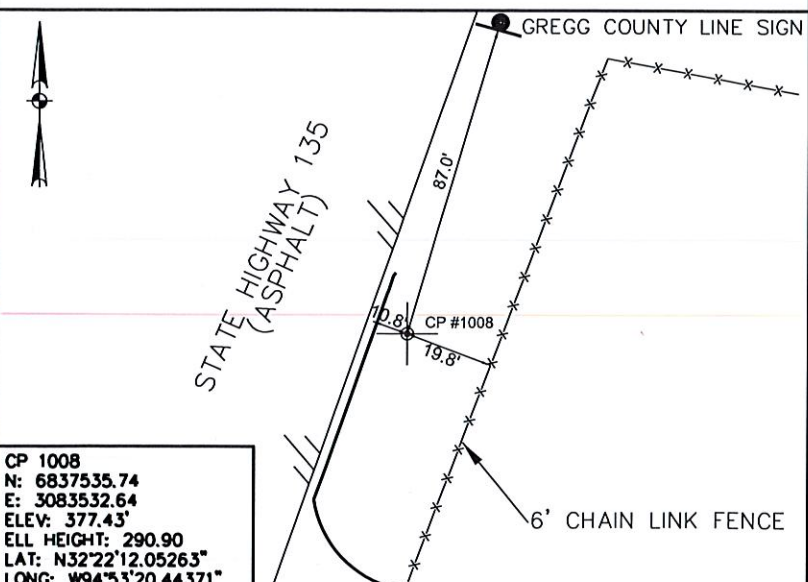 GREGG COUNTY LINE SIGN
87.0'
STATE HIGHWAY 135
(ASPHALT)
10.8'
CP #1008
19.8'
6' CHAIN LINK FENCE
CP 1008
N: 6837535.74
E: 3083532.64
ELEV: 377.43'
ELL HEIGHT: 290.90
LAT: N32°22'12.05263"
LONG: W94°53'20.44371"